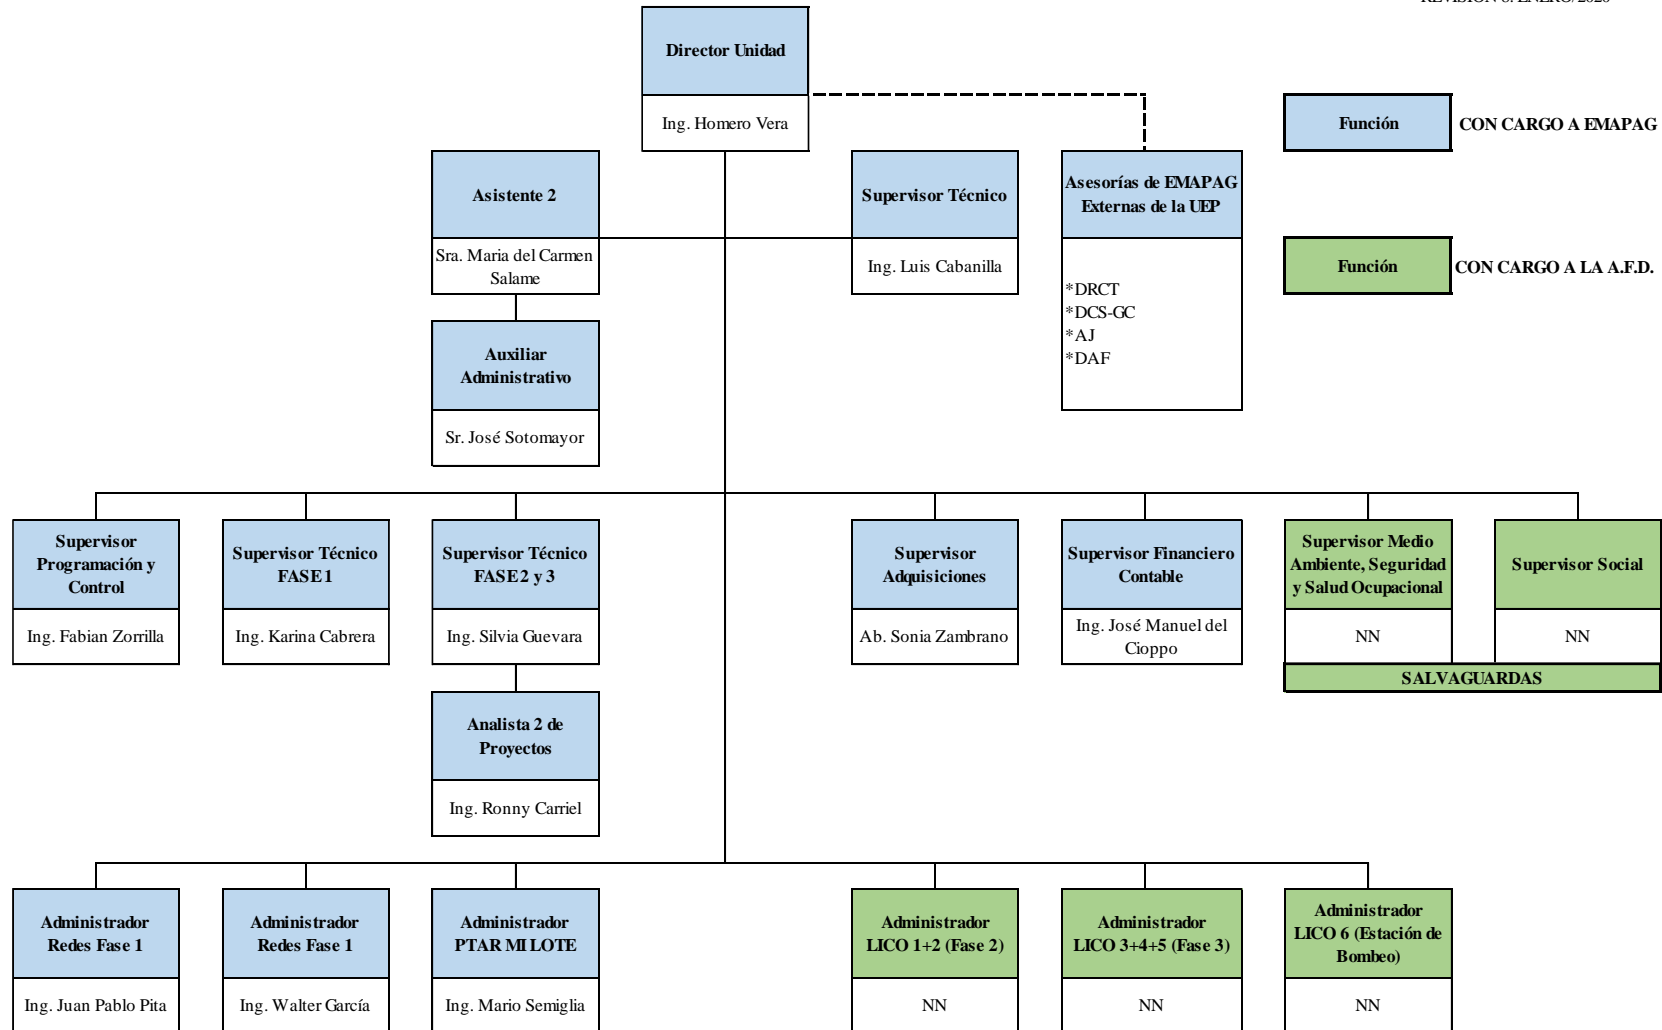 Director Unidad
Ing. Homero Vera
Función
CON CARGO A EMAPAG
Asistente 2
Sra. Maria del Carmen
Salame
Supervisor Técnico
Ing. Luis Cabanilla
Asesorías de EMAPAG
Externas de la UEP
*DRCT
*DCS-GC
*AJ
*DAF
Función
CON CARGO A LA A.F.D.
Auxiliar
Administrativo
Sr. José Sotomayor
Supervisor
Programación y
Control
Ing. Fabian Zorrilla
Supervisor Técnico
FASE 1
Ing. Karina Cabrera
Supervisor Técnico
FASE 2 y 3
Ing. Silvia Guevara
Supervisor
Adquisiciones
Ab. Sonia Zambrano
Supervisor Financiero
Contable
Ing. José Manuel del
Cioppo
Supervisor Medio
Ambiente, Seguridad
y Salud Ocupacional
NN
Supervisor Social
NN
SALVAGUARDAS
Analista 2 de
Proyectos
Ing. Ronny Carriel
Administrador
Redes Fase 1
Ing. Juan Pablo Pita
Administrador
Redes Fase 1
Ing. Walter García
Administrador
PTAR MI LOTE
Ing. Mario Semiglia
Administrador
LICO 1+2 (Fase 2)
NN
Administrador
LICO 3+4+5 (Fase 3)
NN
Administrador
LICO 6 (Estación de
Bombeo)
NN